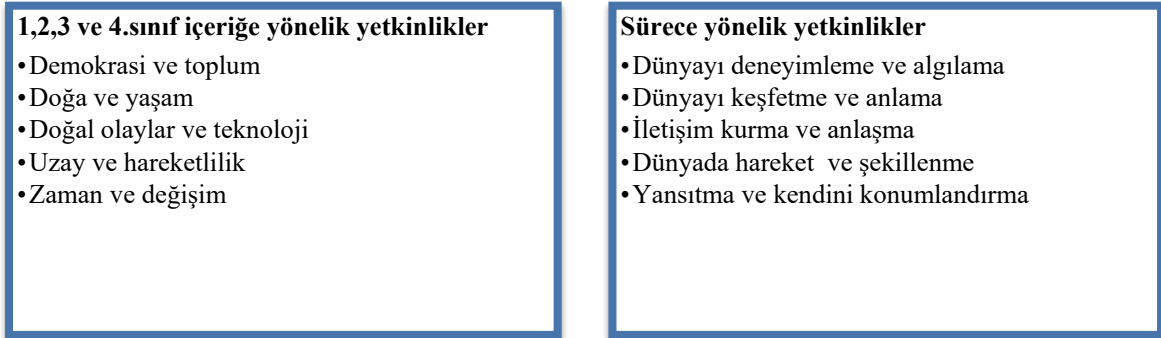 1,2,3 ve 4.sınıf içeriğe yönelik yetkinlikler
•Demokrasi ve toplum
•Doğa ve yaşam
•Doğal olaylar ve teknoloji
•Uzay ve hareketlilik
•Zaman ve değişim
Sürece yönelik yetkinlikler
•Dünyayı deneyimleme ve algılama
•Dünyayı keşfetme ve anlama
•İletişim kurma ve anlaşma
•Dünyada hareket ve şekillenme
•Yansıtma ve kendini konumlandırma